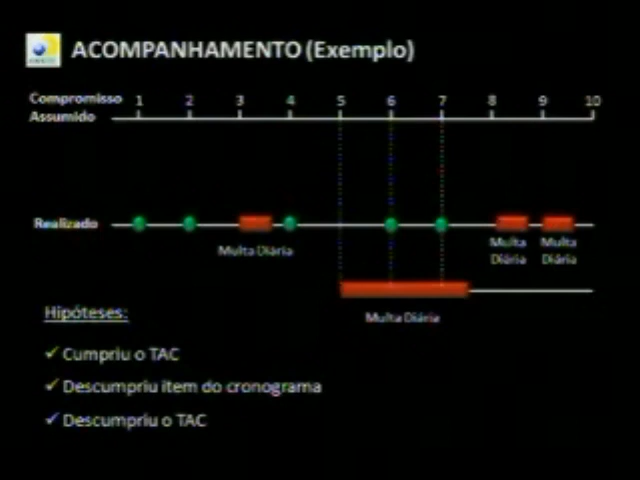 ACOMPANHAMENTO (Exemplo)
Compromisso 1 2 3 4 5 6 7 8 9 10
Assumido
Realizado
Multa Diária
Multa Multa
Diária Diária
Multa Diária
Hipóteses:
✓ Cumpriu o TAC
✓ Descumpriu item do cronograma
✓ Descumpriu o TAC